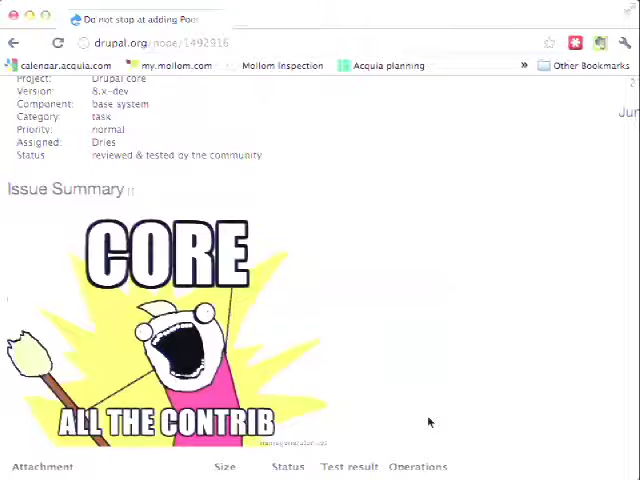 Do not stop at adding Poor
drupal.org/node/1492916
calendar.acquia.com
my.mollom.com
Mollom Inspection
Acquia planning
»
Other Bookmarks
Project: Drupal core
Version: 8.x-dev
Component: base system
Category: task
Priority: normal
Assigned: Dries
Status reviewed & tested by the community
Issue Summary
CORE
ALL THE CONTRIB
Attachment Size Status Test result Operations